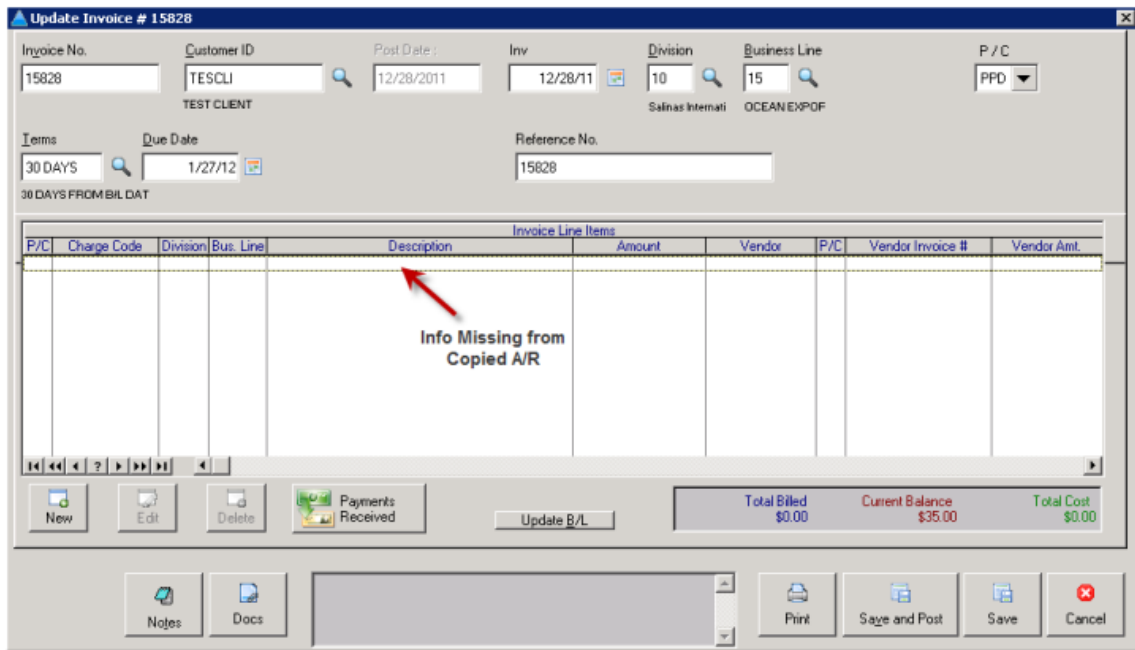 Update Invoice # 15828
Invoice No. Customer ID Post Date : Inv Division Business Line P / C
15828 TESCLI 12/28/2011 12/28/11 10 15 PPD
TEST CLIENT Salinas Internati OCEAN EXPOF
Terms Due Date Reference No.
30 DAYS 1/27/12 15828
30 DAYS FROM B/L DAT
Invoice Line Items
P/C Charge Code Division Bus. Line Description Amount Vendor P/C Vendor Invoice # Vendor Amt.
Info Missing from
Copied A/R
?
New Edit Delete Payments Received Update B/L
Total Billed Current Balance Total Cost
$0.00 $35.00 $0.00
Notes Docs Print Save and Post Save Cancel